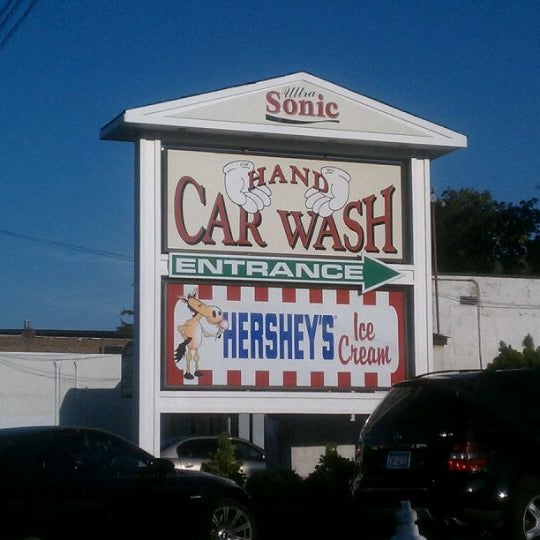 Ultra
Sonic
HAND
CAR WASH
ENTRANCE
HERSHEY'S Ice
Cream